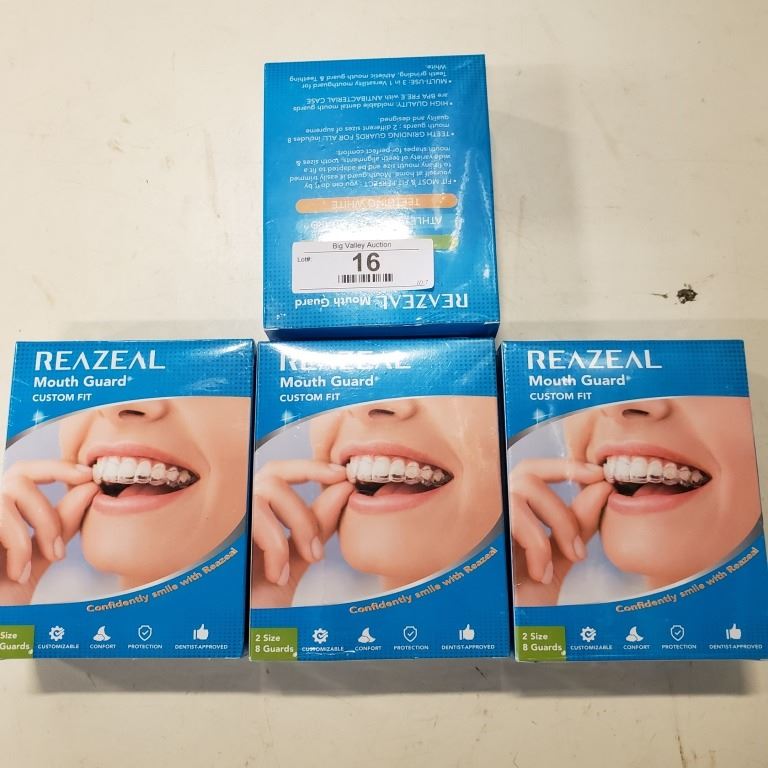 White.
Teeth grinding, Athletic mouth guard & Teething
• MULTI-USE: 3 in 1 Versatility mouthguard for
are BPA FREE with ANTIBACTERIAL CASE
• HIGH QUALITY: moldable dental mouth guards
quality and designed.
mouth guards : 2 different sizes of supreme
• TEETH GRINDING GUARDS FOR ALL: includes 8
mouth shapes for perfect comfort.
wide variety of teeth alignments, tooth sizes &
to fit any mouth size and be adapted to fit a
yourself at home. Mouth guard it easily trimmed
• FIT MOST & FIT PERFECT : you can do it by
TEETHING WHITE
Big Valley Auction
Lot#:
16
REAZEAL Mouth Guard
REAZEAL
Mouth Guard
CUSTOM FIT
Confidently smile with Reazeal
Size
Guards
CUSTOMIZABLE
CONFORT
PROTECTION
DENTIST-APPROVED
REAZEAL
Mouth Guard
CUSTOM FIT
Confidently smile with Reazeal
2 Size
8 Guards
CUSTOMIZABLE
CONFORT
PROTECTION
DENTIST-APPROVED
REAZEAL
Mouth Guard
CUSTOM FIT
Confidently smile with Reazeal
2 Size
8 Guards
CUSTOMIZABLE
CONFORT
PROTECTION
DENTIST-APPROVED